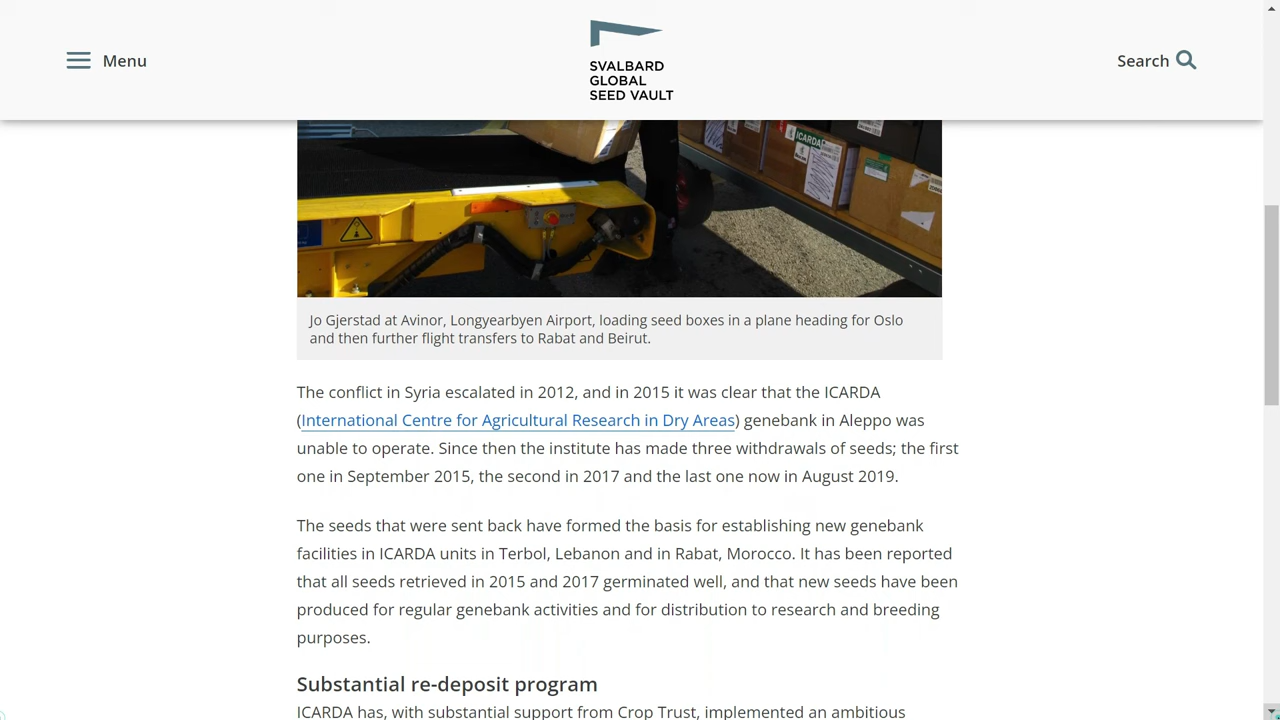 Menu
SVALBARD
GLOBAL
SEED VAULT
Search
ICARDA
Jo Gjerstad at Avinor, Longyearbyen Airport, loading seed boxes in a plane heading for Oslo
and then further flight transfers to Rabat and Beirut.
The conflict in Syria escalated in 2012, and in 2015 it was clear that the ICARDA
(International Centre for Agricultural Research in Dry Areas) genebank in Aleppo was
unable to operate. Since then the institute has made three withdrawals of seeds; the first
one in September 2015, the second in 2017 and the last one now in August 2019.
The seeds that were sent back have formed the basis for establishing new genebank
facilities in ICARDA units in Terbol, Lebanon and in Rabat, Morocco. It has been reported
that all seeds retrieved in 2015 and 2017 germinated well, and that new seeds have been
produced for regular genebank activities and for distribution to research and breeding
purposes.
Substantial re-deposit program
ICARDA has, with substantial support from Crop Trust, implemented an ambitious